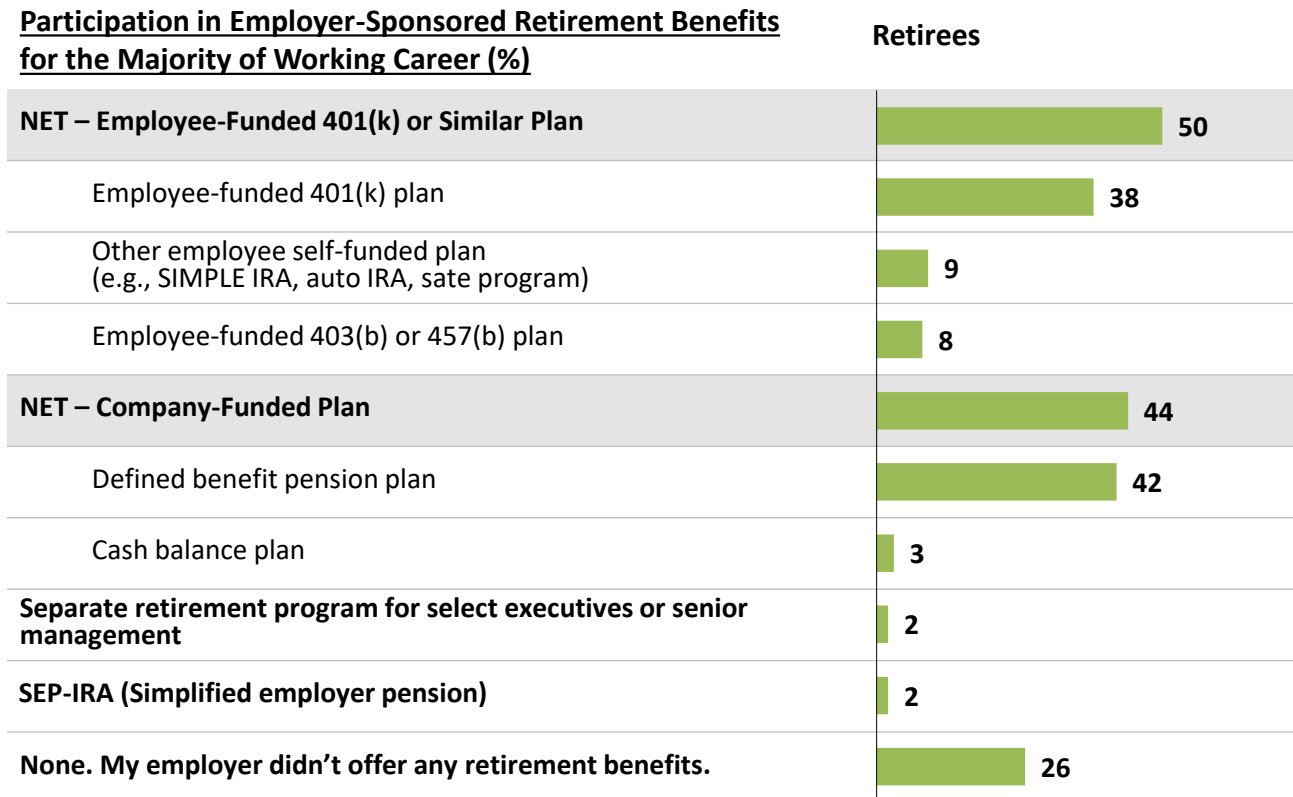 Participation in Employer-Sponsored Retirement Benefits
for the Majority of Working Career (%)
Retirees
NET – Employee-Funded 401(k) or Similar Plan
50
Employee-funded 401(k) plan
38
Other employee self-funded plan
(e.g., SIMPLE IRA, auto IRA, sate program)
9
Employee-funded 403(b) or 457(b) plan
8
NET – Company-Funded Plan
44
Defined benefit pension plan
42
Cash balance plan
3
Separate retirement program for select executives or senior
management
2
SEP-IRA (Simplified employer pension)
2
None. My employer didn’t offer any retirement benefits.
26